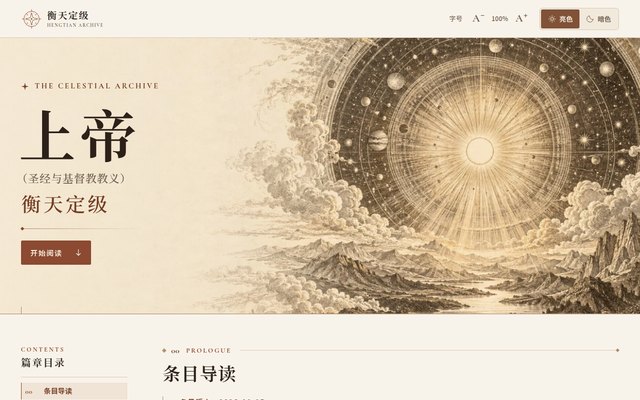 衡天定级
HENGTIAN ARCHIVE
字号 A⁻ 100% A⁺ 亮色 暗色
THE CELESTIAL ARCHIVE
上帝
（圣经与基督教教义）
衡天定级
开始阅读 ↓
CONTENTS
篇章目录
00 条目导读
00 PROLOGUE
条目导读